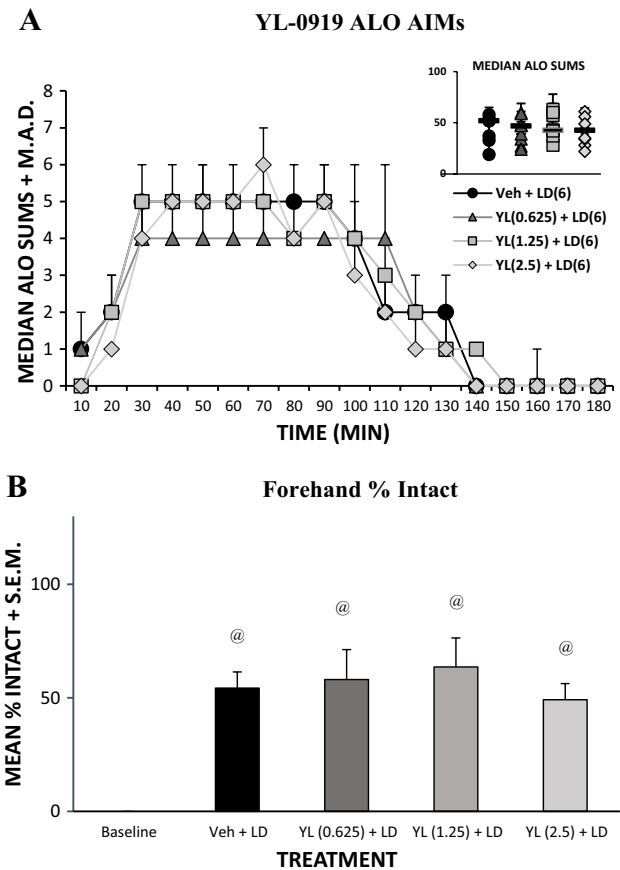 A
YL-0919 ALO AIMs
MEDIAN ALO SUMS + M.A.D.
8
7
6
5
4
3
2
1
0
10 20 30 40 50 60 70 80 90 100 110 120 130 140 150 160 170 180
TIME (MIN)
MEDIAN ALO SUMS
100
50
0
Veh + LD(6)
YL(0.625) + LD(6)
YL(1.25) + LD(6)
YL(2.5) + LD(6)
B
Forehand % Intact
MEAN % INTACT + S.E.M.
100
50
0
@ @ @ @
Baseline Veh + LD YL (0.625) + LD YL (1.25) + LD YL (2.5) + LD
TREATMENT